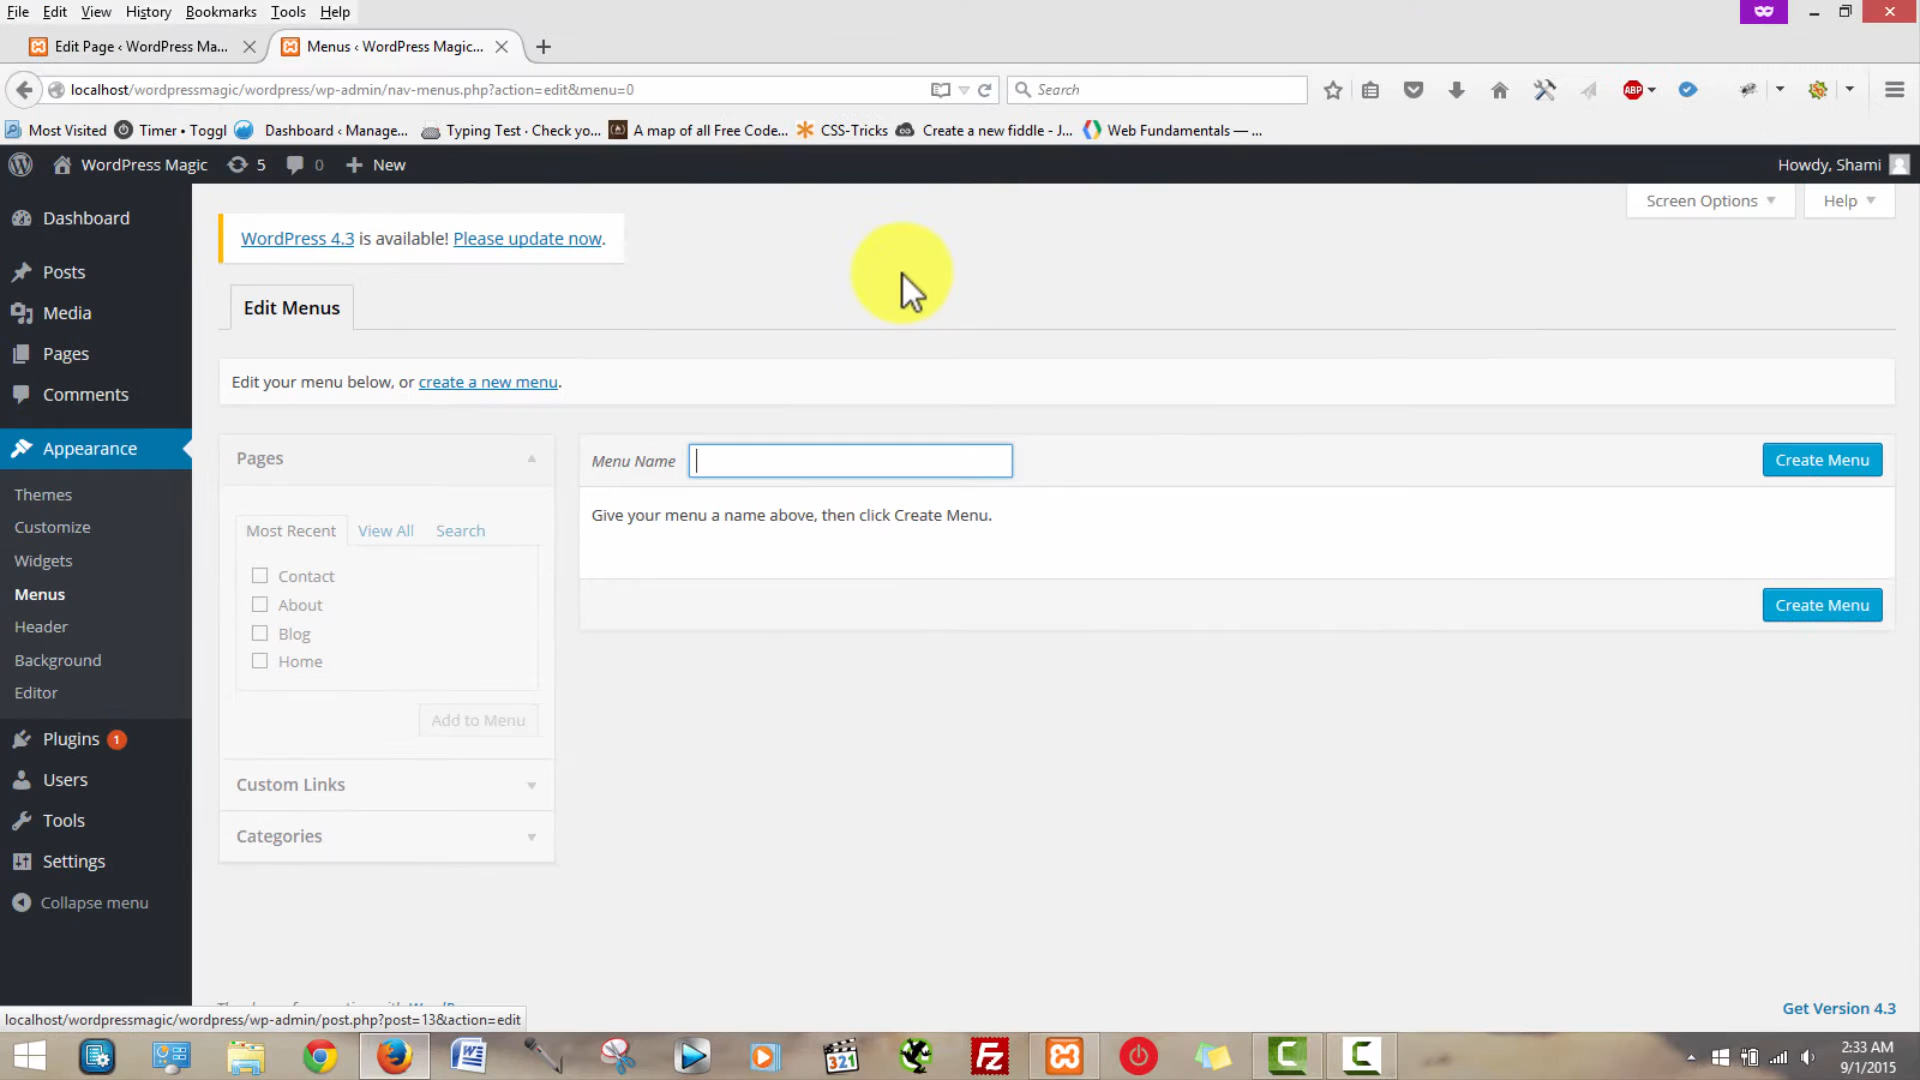 File Edit View History Bookmarks Tools Help
Edit Page ‹ WordPress Ma...
Menus ‹ WordPress Magic...
localhost/wordpressmagic/wordpress/wp-admin/nav-menus.php?action=edit&menu=0
Search
ABP
Most Visited Timer • Toggl Dashboard ‹ Manage... Typing Test · Check yo... A map of all Free Code... CSS-Tricks Create a new fiddle - J... Web Fundamentals — ...
WordPress Magic 5 0 New
Howdy, Shami
Screen Options
Help
Dashboard
Posts
Media
Pages
Comments
Appearance
Themes
Customize
Widgets
Menus
Header
Background
Editor
Plugins 1
Users
Tools
Settings
Collapse menu
WordPress 4.3 is available! Please update now.
Edit Menus
Edit your menu below, or create a new menu.
Pages
Most Recent View All Search
Contact
About
Blog
Home
Add to Menu
Custom Links
Categories
Menu Name
Create Menu
Give your menu a name above, then click Create Menu.
Create Menu
Get Version 4.3
localhost/wordpressmagic/wordpress/wp-admin/post.php?post=13&action=edit
321
Fz
2:33 AM
9/1/2015